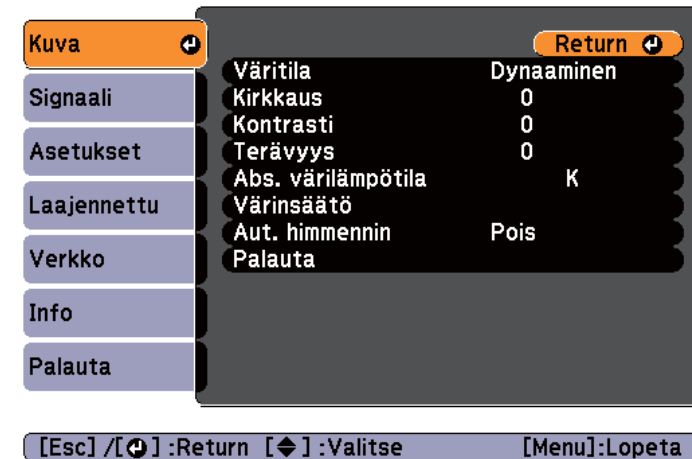 Kuva
Signaali
Asetukset
Laajennettu
Verkko
Info
Palauta
Return
Väritila Dynaaminen
Kirkkaus 0
Kontrasti 0
Terävyys 0
Abs. värilämpötila K
Värinsäätö
Aut. himmennin Pois
Palauta
[Esc] /[ ] :Return [ ] :Valitse [Menu]:Lopeta